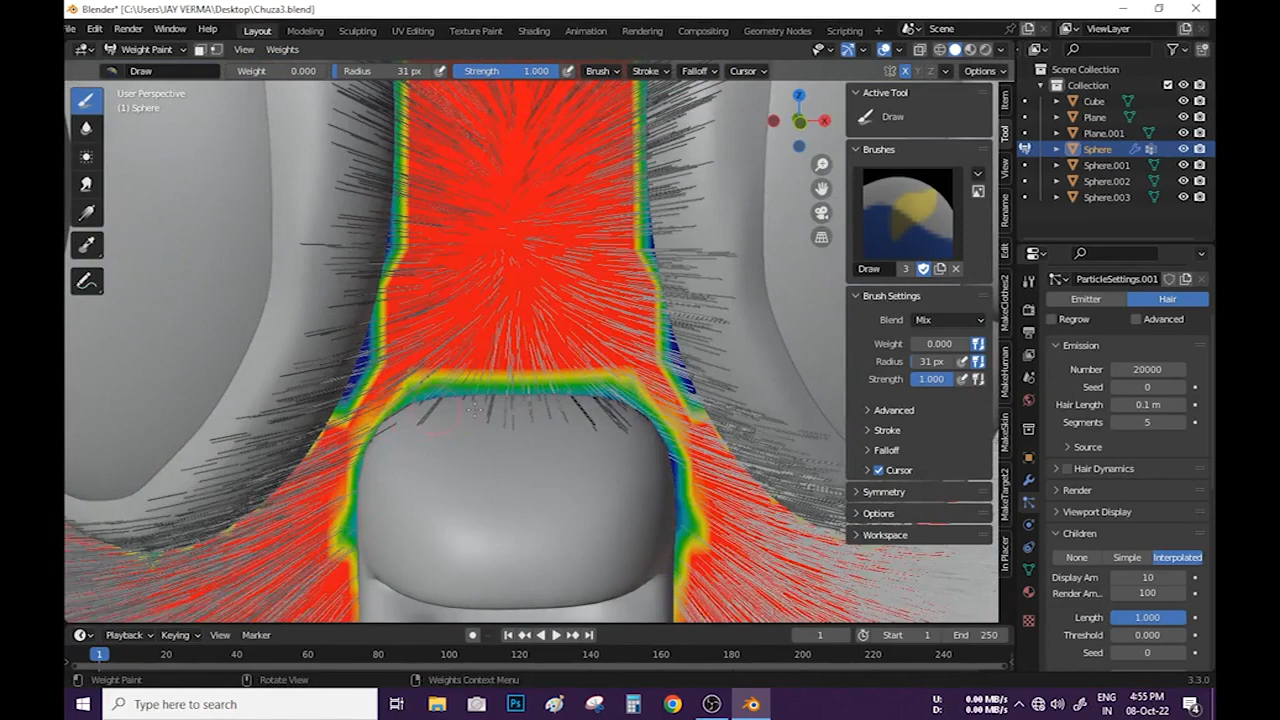 Blender* [C:\Users\JAY VERMA\Desktop\Chuza3.blend]
File Edit Render Window Help Layout Modeling Sculpting UV Editing Texture Paint Shading Animation Rendering Compositing Geometry Nodes Scripting Scene ViewLayer
Weight Paint View Weights
Draw Weight 0.000 Radius 31 px Strength 1.000 Brush Stroke Falloff Cursor X Y Z Options
User Perspective
(1) Sphere
Z
X
Item
Tool
View
Rename
Edit
MakeClothes2
MakeHuman
MakeSkin
MakeTarget2
In Placer
Active Tool
Draw
Brushes
Draw 3
Brush Settings
Blend Mix
Weight 0.000
Radius 31 px
Strength 1.000
Advanced
Stroke
Falloff
Cursor
Symmetry
Options
Workspace
Scene Collection
Collection
Cube
Plane
Plane.001
Sphere
Sphere.001
Sphere.002
Sphere.003
ParticleSettings.001
Emitter Hair
Regrow Advanced
Emission
Number 20000
Seed 0
Hair Length 0.1 m
Segments 5
Source
Hair Dynamics
Render
Viewport Display
Children
None Simple Interpolated
Display Am 10
Render Am... 100
Length 1.000
Threshold 0.000
Seed 0
Playback Keying View Marker 1 Start 1 End 250
1 20 40 60 80 100 120 140 160 180 200 220 240
Weight Paint Rotate View Weights Context Menu 3.3.0
Type here to search
U: 0.00 MB/s
D: 0.00 MB/s
ENG
IN
4:55 PM
08-Oct-22
4